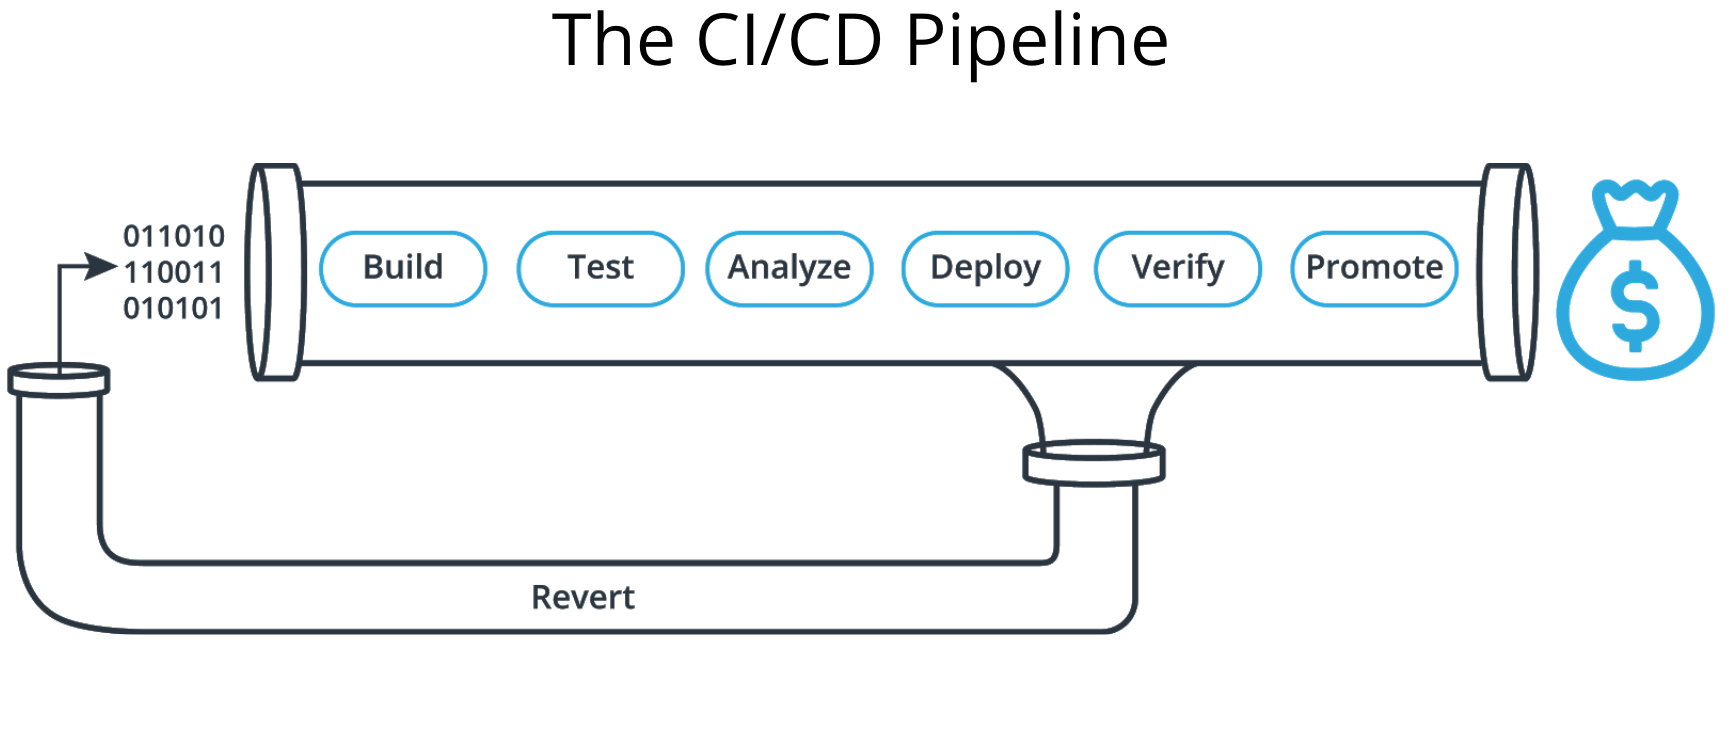 The CI/CD Pipeline
011010
110011
010101
Build
Test
Analyze
Deploy
Verify
Promote
$
Revert